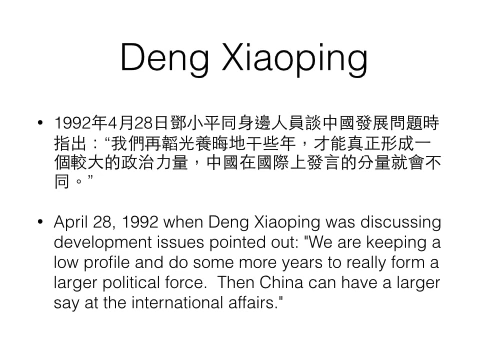 Deng Xiaoping
• 1992年4月28日鄧小平同身邊人員談中國發展問題時
指出：“我們再韜光養晦地干些年，才能真正形成一
個較大的政治力量，中國在國際上發言的分量就會不
同。”
• April 28, 1992 when Deng Xiaoping was discussing
development issues pointed out: "We are keeping a
low profile and do some more years to really form a
larger political force.  Then China can have a larger
say at the international affairs."